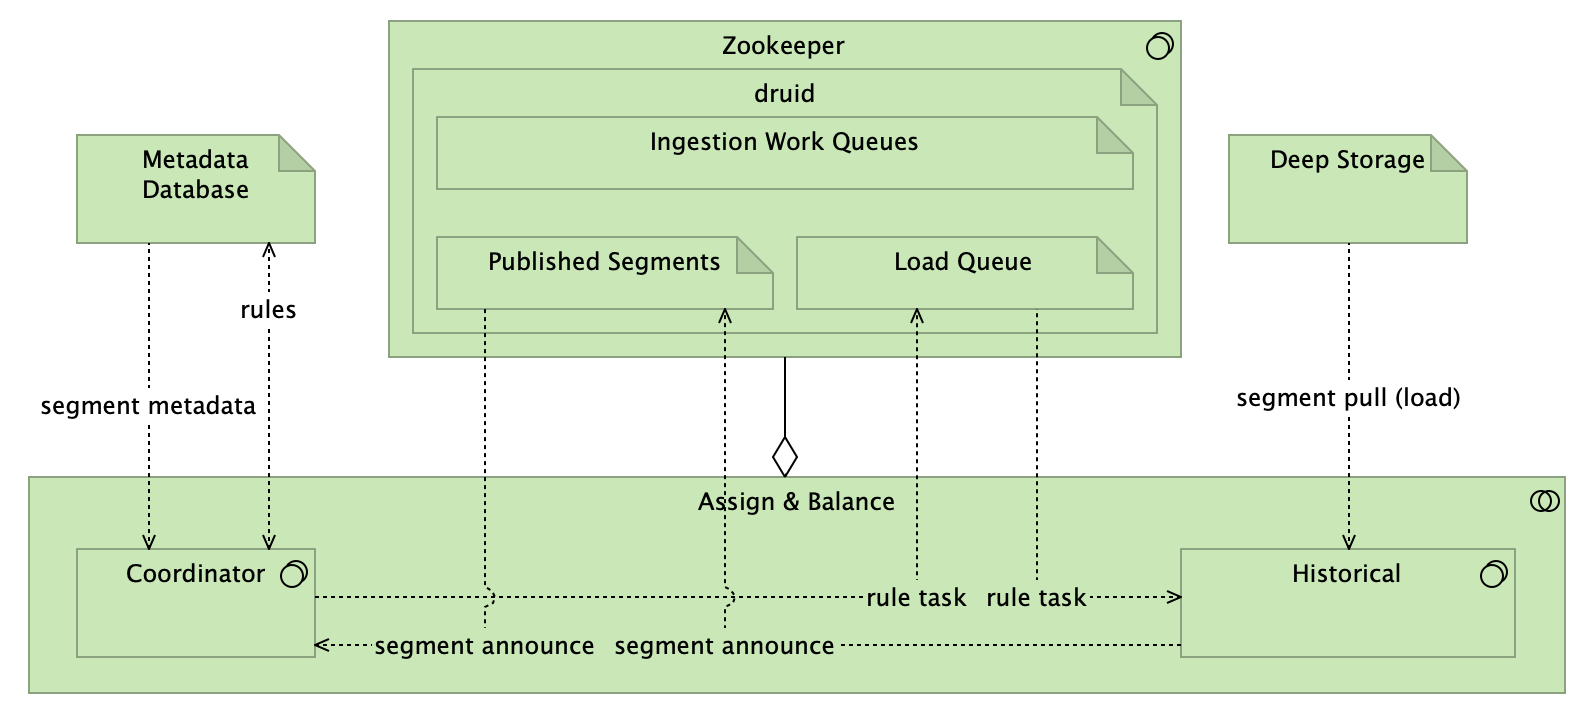 Zookeeper
druid
Ingestion Work Queues
Metadata
Database
Deep Storage
Published Segments
Load Queue
rules
segment metadata
segment pull (load)
Assign & Balance
Coordinator
Historical
rule task
rule task
segment announce
segment announce